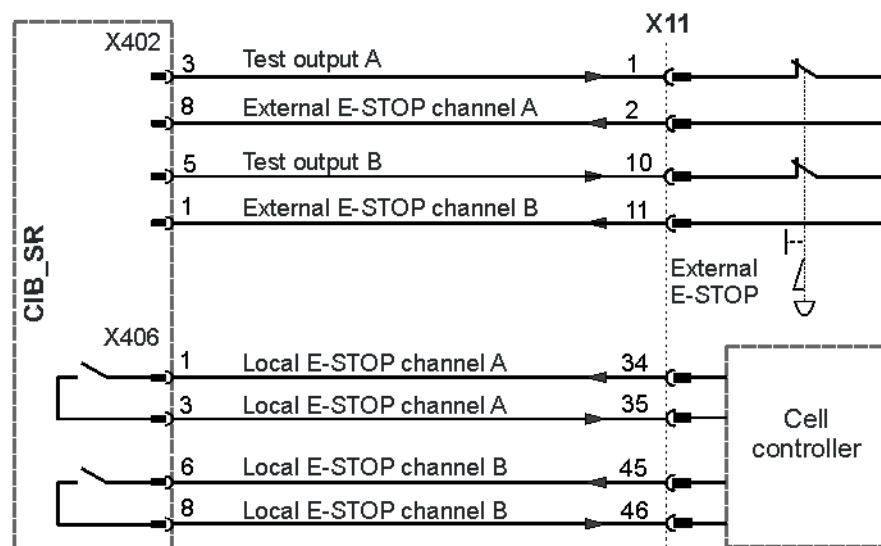 X402
X11
3 Test output A 1
8 External E-STOP channel A 2
5 Test output B 10
1 External E-STOP channel B 11
CIB_SR
External
E-STOP
X406
1 Local E-STOP channel A 34
3 Local E-STOP channel A 35
6 Local E-STOP channel B 45
8 Local E-STOP channel B 46
Cell
controller